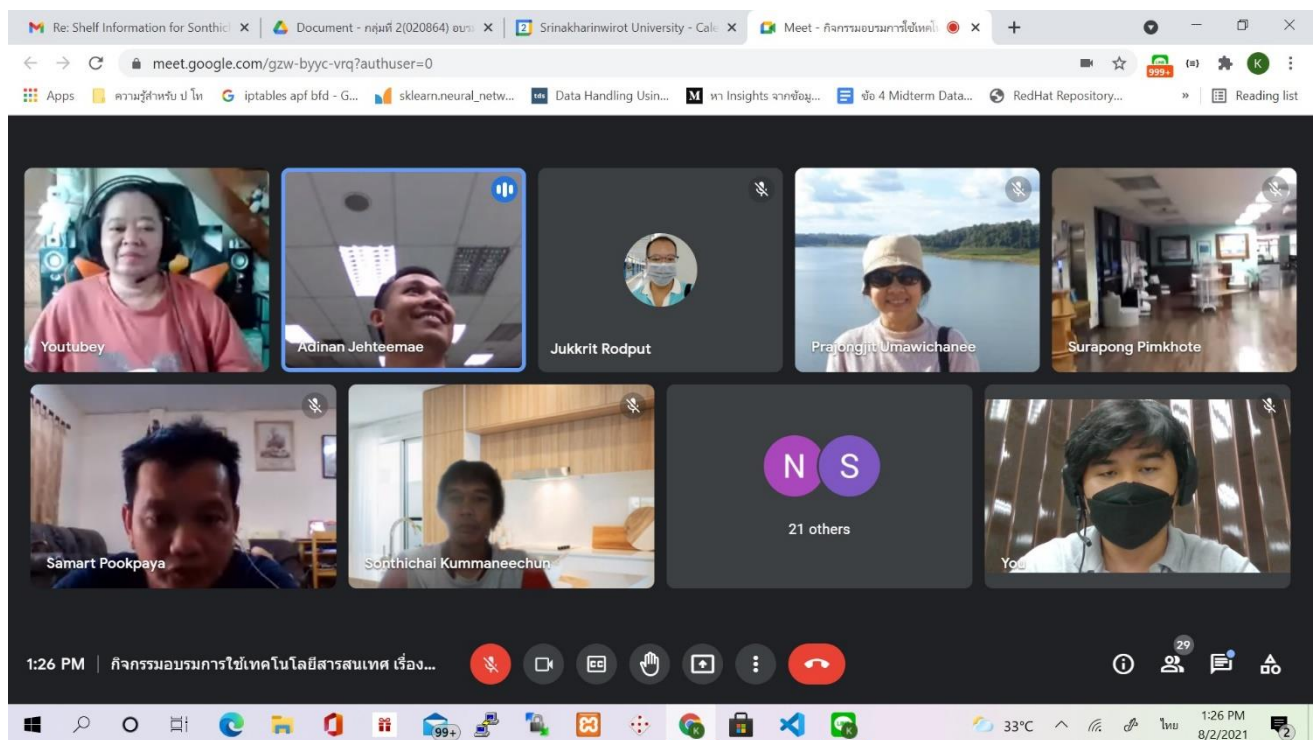 Re: Shelf Information for Sonthic
Document - กลุ่มที่ 2(020864) อบร
Srinakharinwirot University - Cale
Meet - กิจกรรมอบรมการใช้เทคโ
meet.google.com/gzw-byyc-vrq?authuser=0
999+
K
Apps
ความรู้สำหรับ ป โท
iptables apf bfd - G...
sklearn.neural_netw...
Data Handling Usin...
หา Insights จากข้อมู...
ข้อ 4 Midterm Data...
RedHat Repository...
Reading list
Youtubey
Adinan Jehteemae
Jukkrit Rodput
Prajongjit Umawichanee
Surapong Pimkhote
Samart Pookpaya
Sonthichai Kummaneechun
N S
21 others
You
1:26 PM | กิจกรรมอบรมการใช้เทคโนโลยีสารสนเทศ เรื่อง...
CC
29
99+
33°C
ไทย
1:26 PM
8/2/2021
2